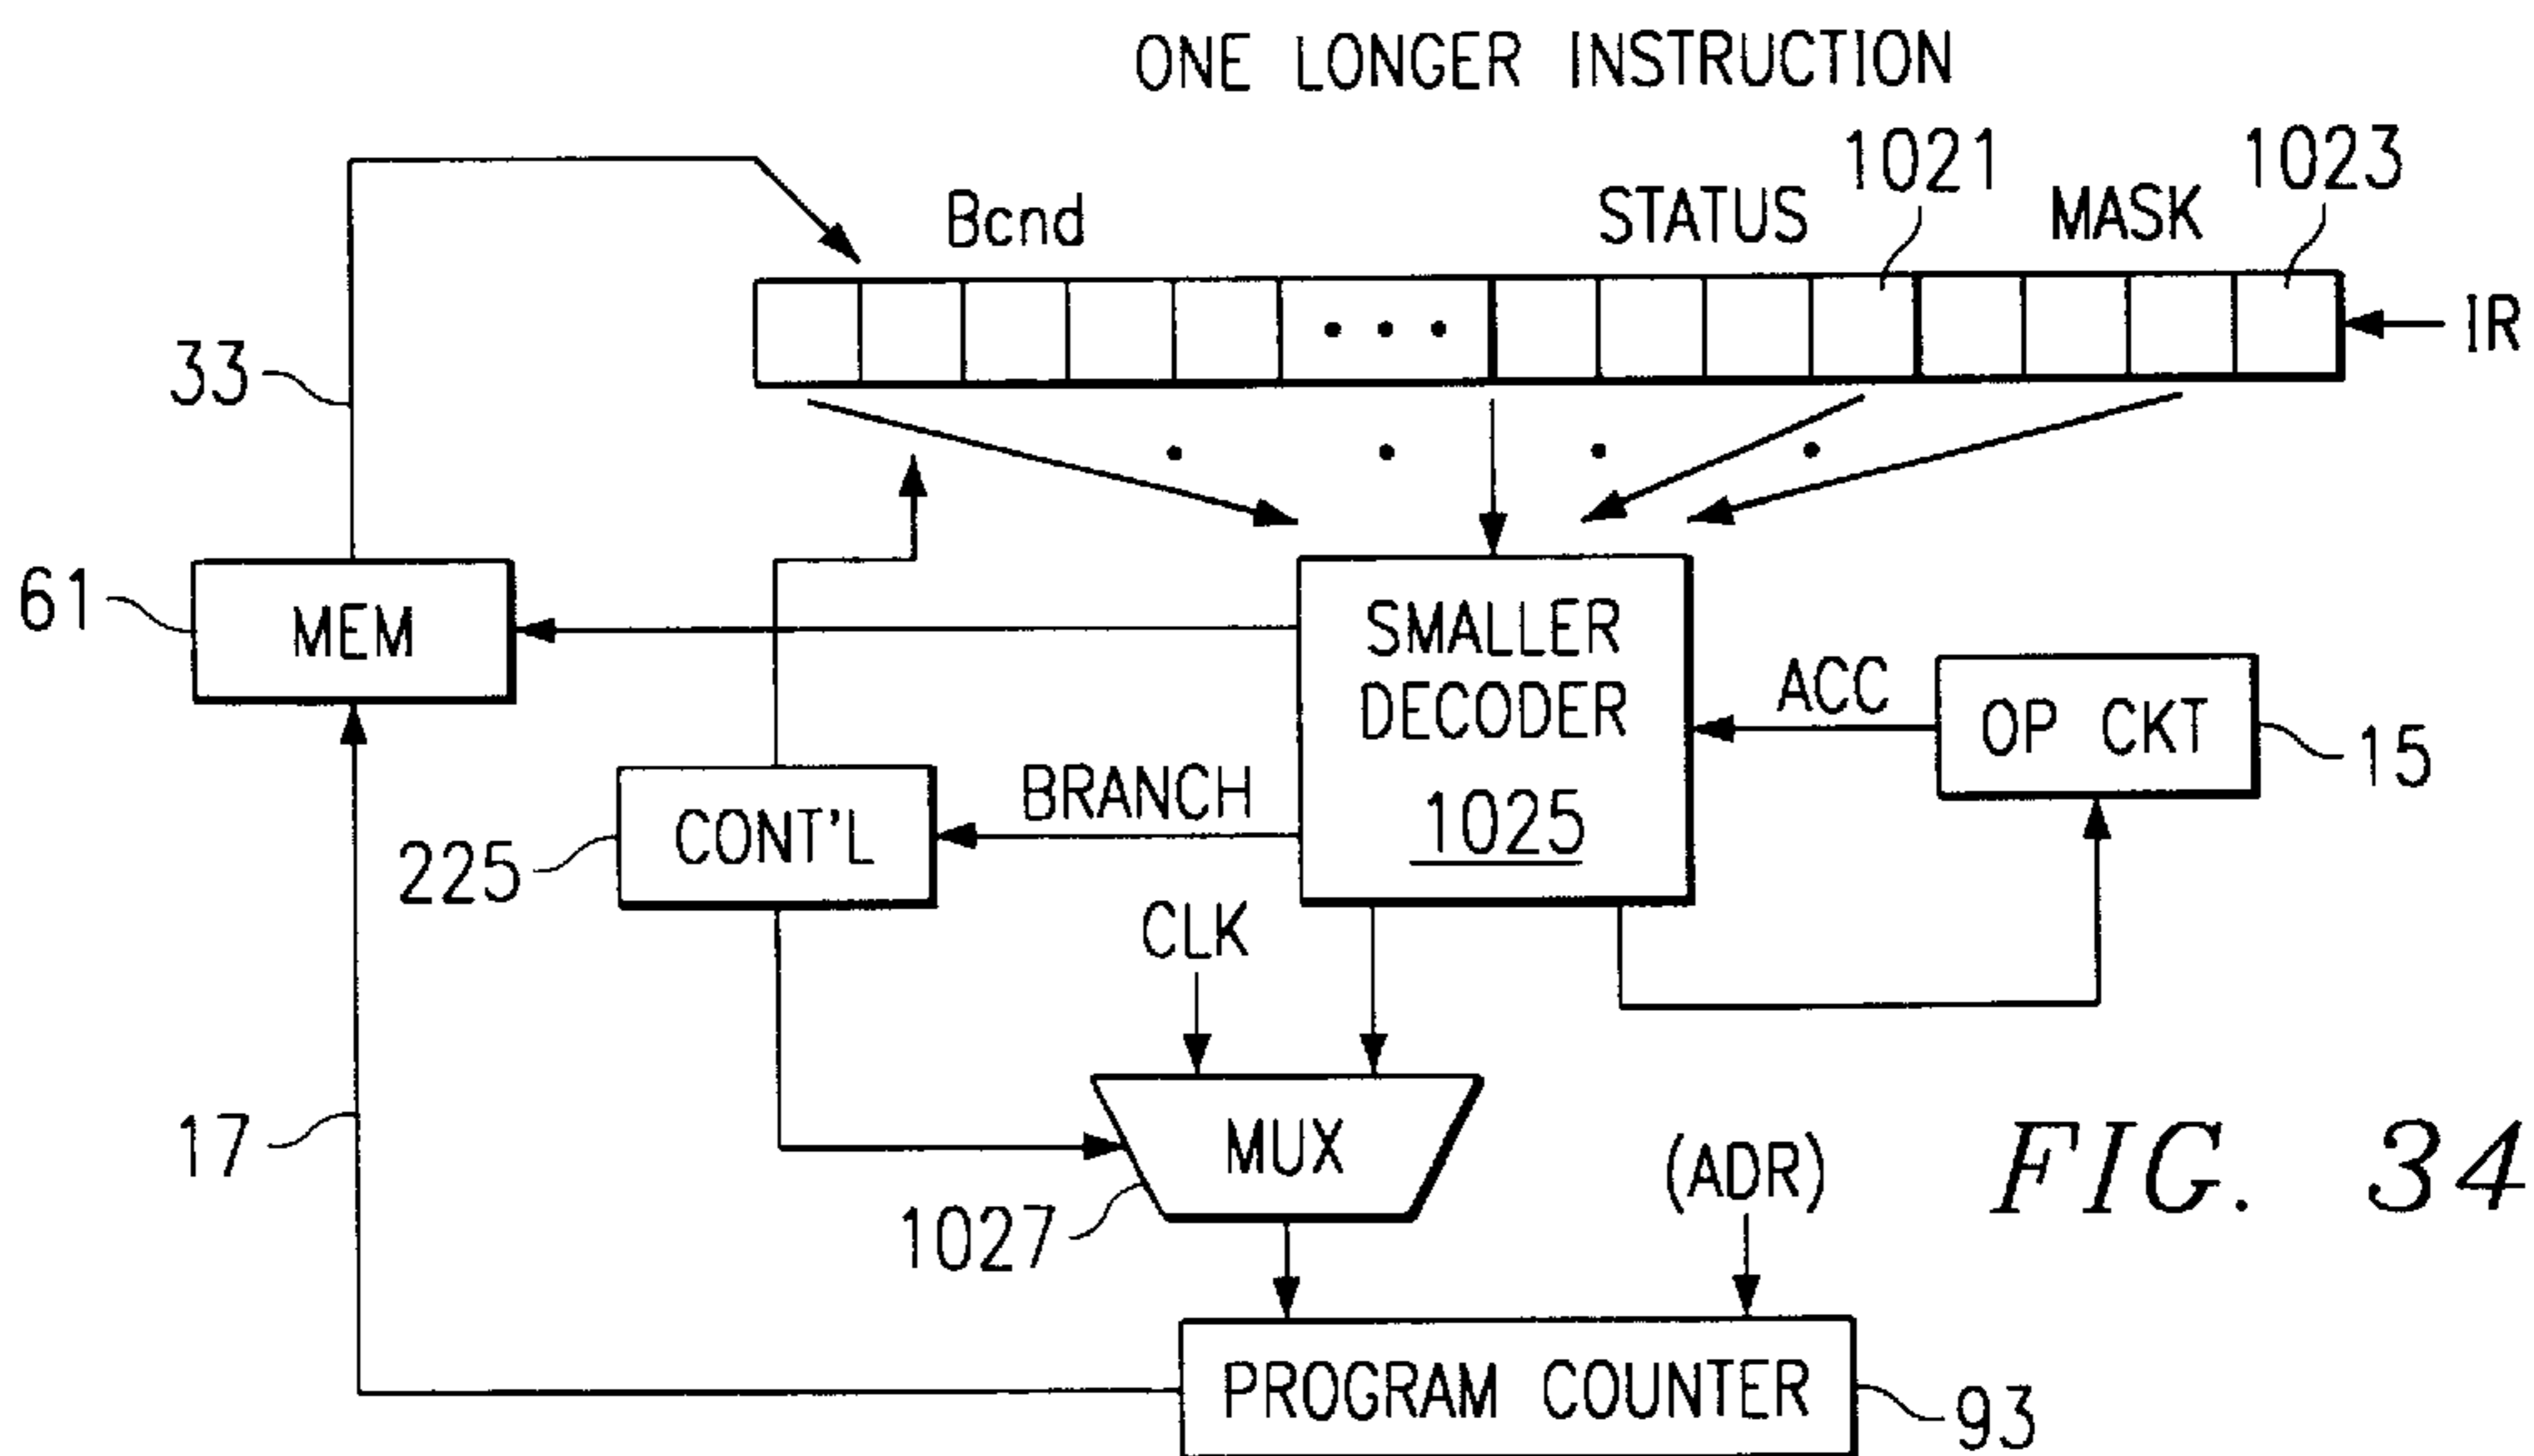 ONE LONGER INSTRUCTION
Bcnd
STATUS
1021
MASK
1023
IR
33
61
MEM
SMALLER
DECODER
1025
ACC
OP CKT
15
BRANCH
CONT'L
225
CLK
17
MUX
1027
(ADR)
FIG. 34
PROGRAM COUNTER
93